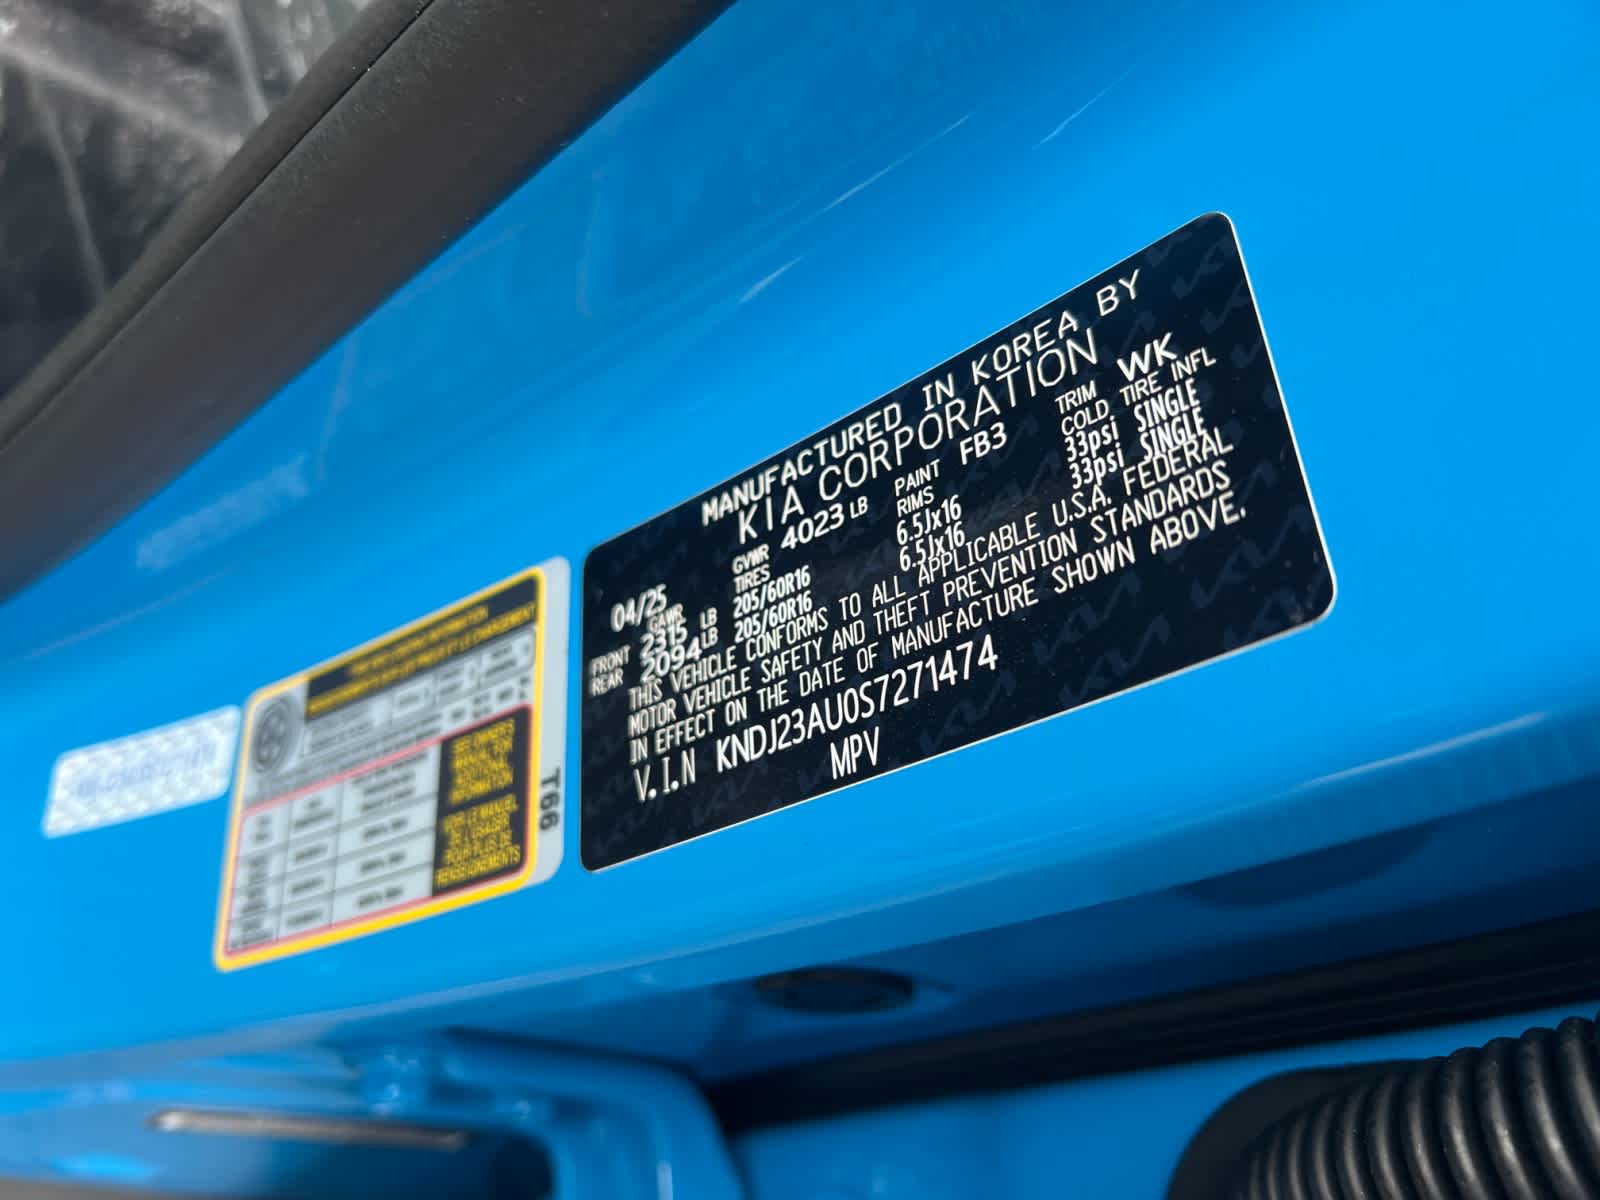 MANUFACTURED IN KOREA BY
KIA CORPORATION
04/25 GVWR 4023 LB PAINT FB3 TRIM WK
GAWR TIRES RIMS COLD TIRE INFL
FRONT 2315 LB 205/60R16 6.5Jx16 33psi SINGLE
REAR 2094 LB 205/60R16 6.5Jx16 33psi SINGLE
THIS VEHICLE CONFORMS TO ALL APPLICABLE U.S.A. FEDERAL
MOTOR VEHICLE SAFETY AND THEFT PREVENTION STANDARDS
IN EFFECT ON THE DATE OF MANUFACTURE SHOWN ABOVE.
V.I.N KNDJ23AU0S7271474
MPV
SEE OWNER'S
MANUAL FOR
ADDITIONAL
INFORMATION
VOIR LE MANUEL
DE L'USAGER
POUR PLUS DE
RENSEIGNEMENTS
T66